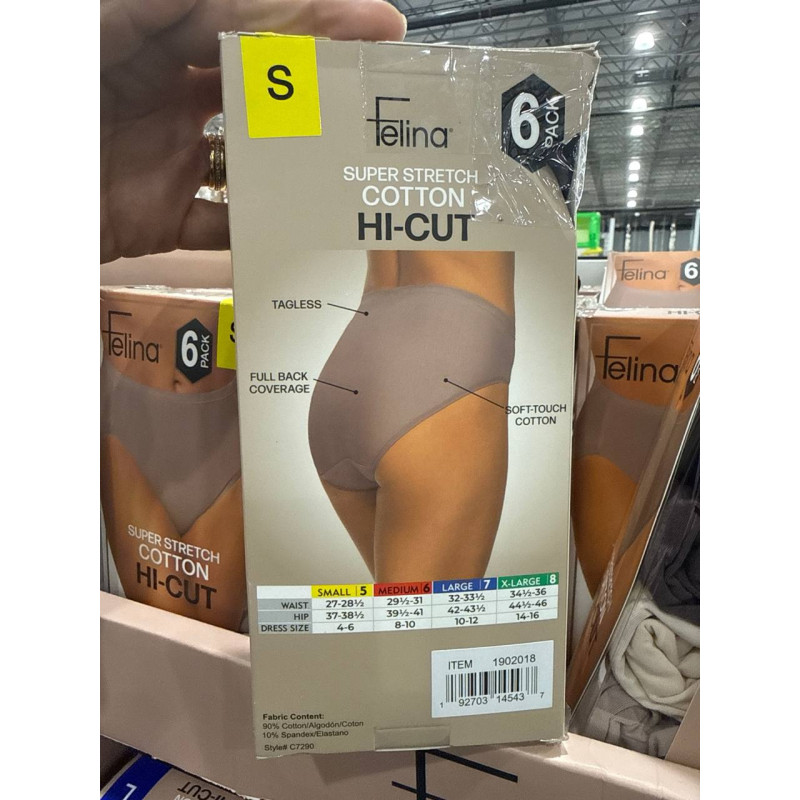 S
Felina®
6 PACK
SUPER STRETCH
COTTON
HI-CUT
TAGLESS
FULL BACK
COVERAGE
SOFT-TOUCH
COTTON
SMALL 5 MEDIUM 6 LARGE 7 X-LARGE 8
WAIST 27-28½ 29½-31 32-33½ 34½-36
HIP 37-38½ 39½-41 42-43½ 44½-46
DRESS SIZE 4-6 8-10 10-12 14-16
ITEM 1902018
1 92703 14543 7
Fabric Content:
90% Cotton/Algodón/Coton
10% Spandex/Elastano
Style# C7290
Felina
6 PACK
S
SUPER STRETCH
COTTON
HI-CUT
Felina 6
Felina
HI-CUT